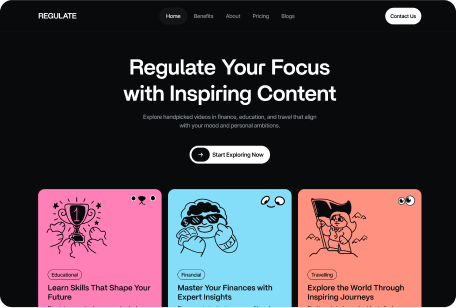 REGULATE
Home
Benefits
About
Pricing
Blogs
Contact Us
Regulate Your Focus
with Inspiring Content
Explore handpicked videos in finance, education, and travel that align
with your mood and personal ambitions.
Start Exploring Now
1
Educational
Learn Skills That Shape Your
Future
Financial
Master Your Finances with
Expert Insights
Travelling
Explore the World Through
Inspiring Journeys